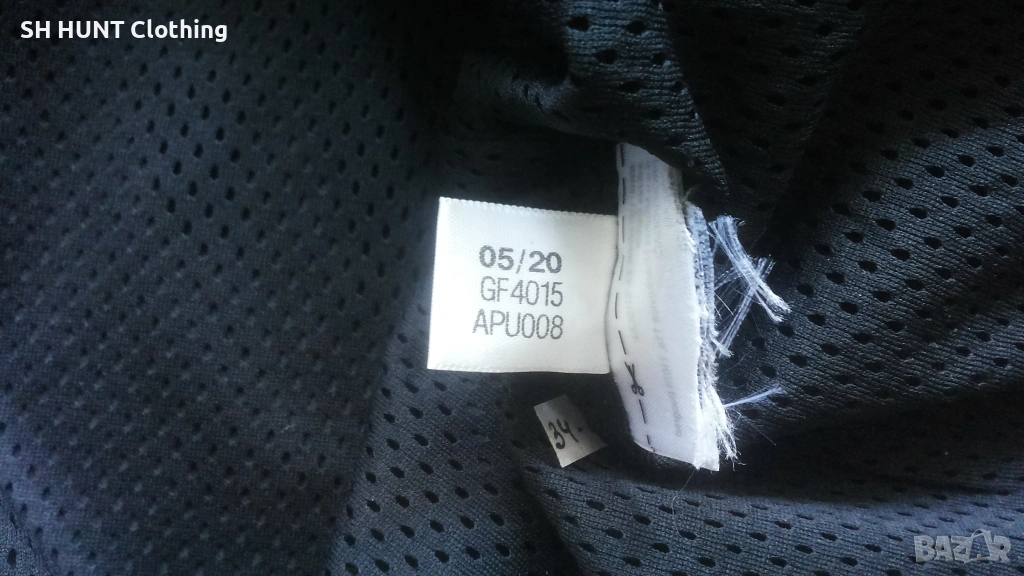 SH HUNT Clothing
05/20
GF4015
APU008
34.
BAZAR